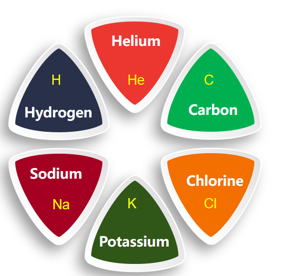 Helium
He
H
Hydrogen
C
Carbon
Sodium
Na
Chlorine
Cl
K
Potassium